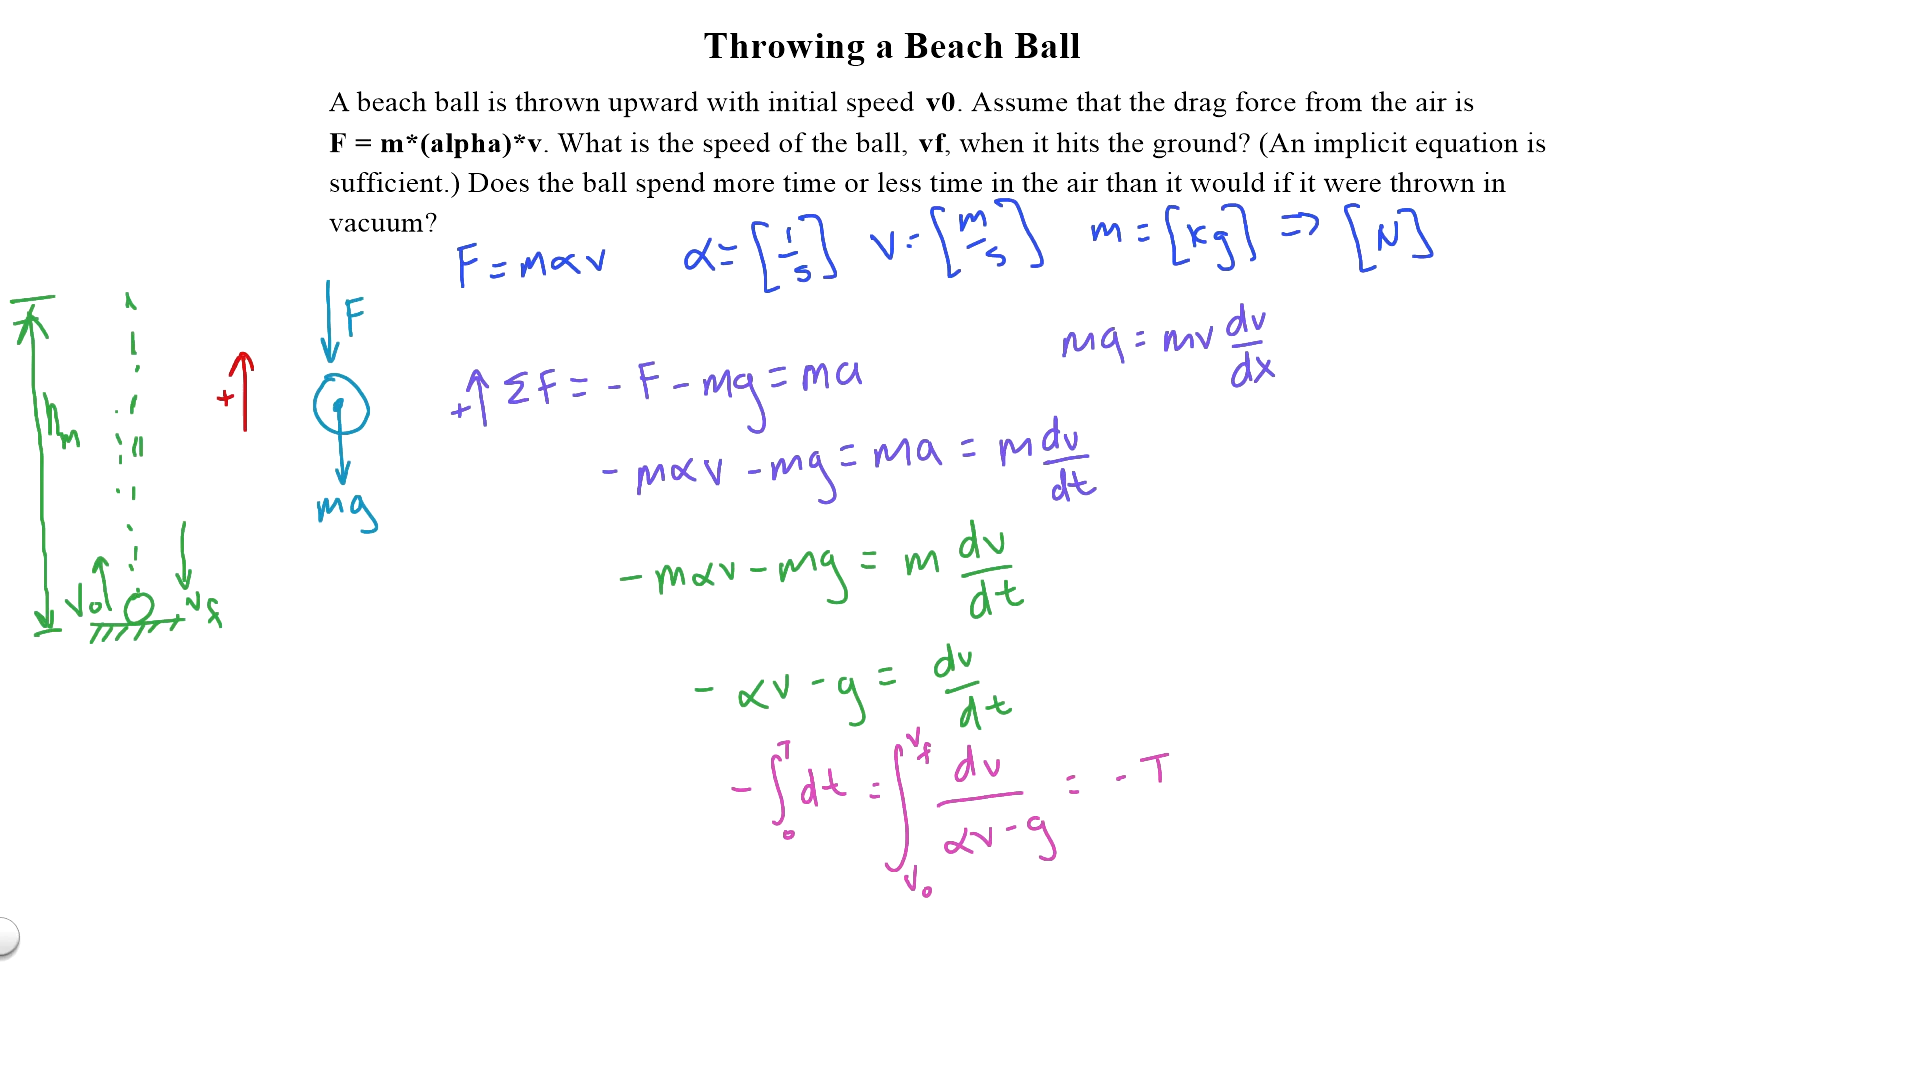 Throwing a Beach Ball
A beach ball is thrown upward with initial speed v0. Assume that the drag force from the air is
F = m*(alpha)*v. What is the speed of the ball, vf, when it hits the ground? (An implicit equation is
sufficient.) Does the ball spend more time or less time in the air than it would if it were thrown in
vacuum?
F = mαv α = [1/s] v = [m/s] m = [kg] ⇒ [N]
F
+
hm
mg
V0
Vf
+↑ ΣF = -F - mg = ma
ma = mv dv/dx
-mαv - mg = ma = m dv/dt
-mαv - mg = m dv/dt
-αv - g = dv/dt
-∫₀ᵀ dt = ∫_{v0}^{vf} dv/(αv - g) = -T